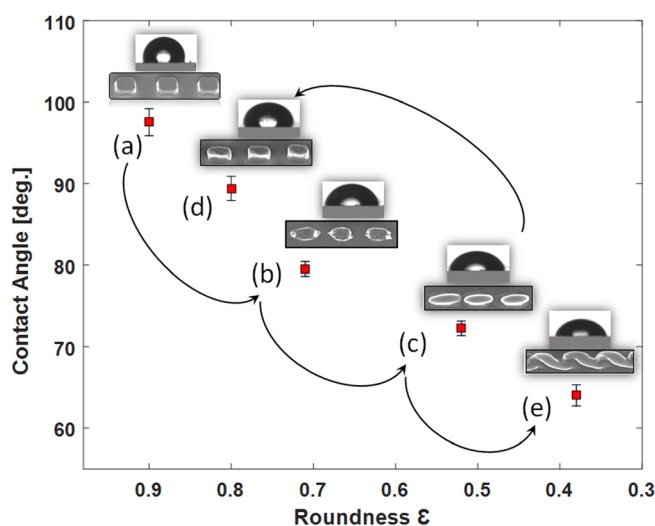 110
100
90
80
70
60
Contact Angle [deg.]
(a)
(d)
(b)
(c)
(e)
0.9 0.8 0.7 0.6 0.5 0.4 0.3
Roundness ε